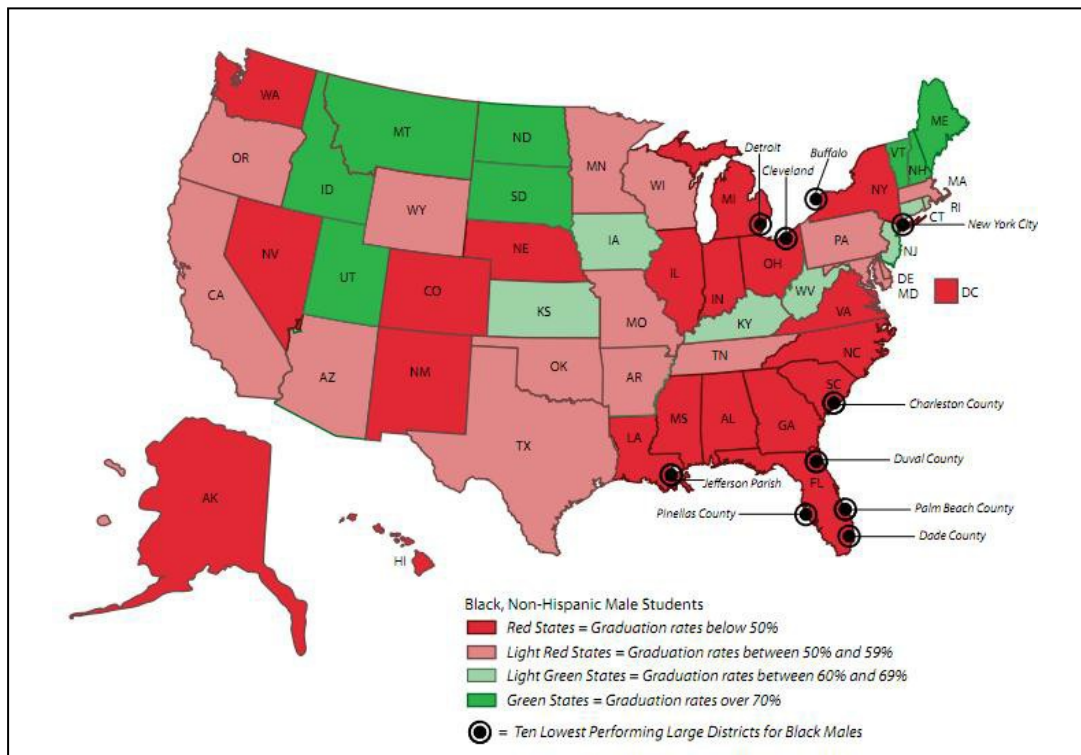 WA
MT
ND
ME
OR
MN
VT
NH
ID
SD
WI
MI
NY
MA
RI
CT
WY
Detroit
Cleveland
Buffalo
New York City
NV
NE
IA
PA
NJ
UT
CO
IL
IN
OH
DE
MD
DC
CA
KS
MO
WV
VA
KY
AZ
NM
OK
AR
TN
NC
SC
Charleston County
TX
LA
MS
AL
GA
Duval County
FL
Jefferson Parish
Pinellas County
Palm Beach County
Dade County
AK
HI
Black, Non-Hispanic Male Students
Red States = Graduation rates below 50%
Light Red States = Graduation rates between 50% and 59%
Light Green States = Graduation rates between 60% and 69%
Green States = Graduation rates over 70%
= Ten Lowest Performing Large Districts for Black Males